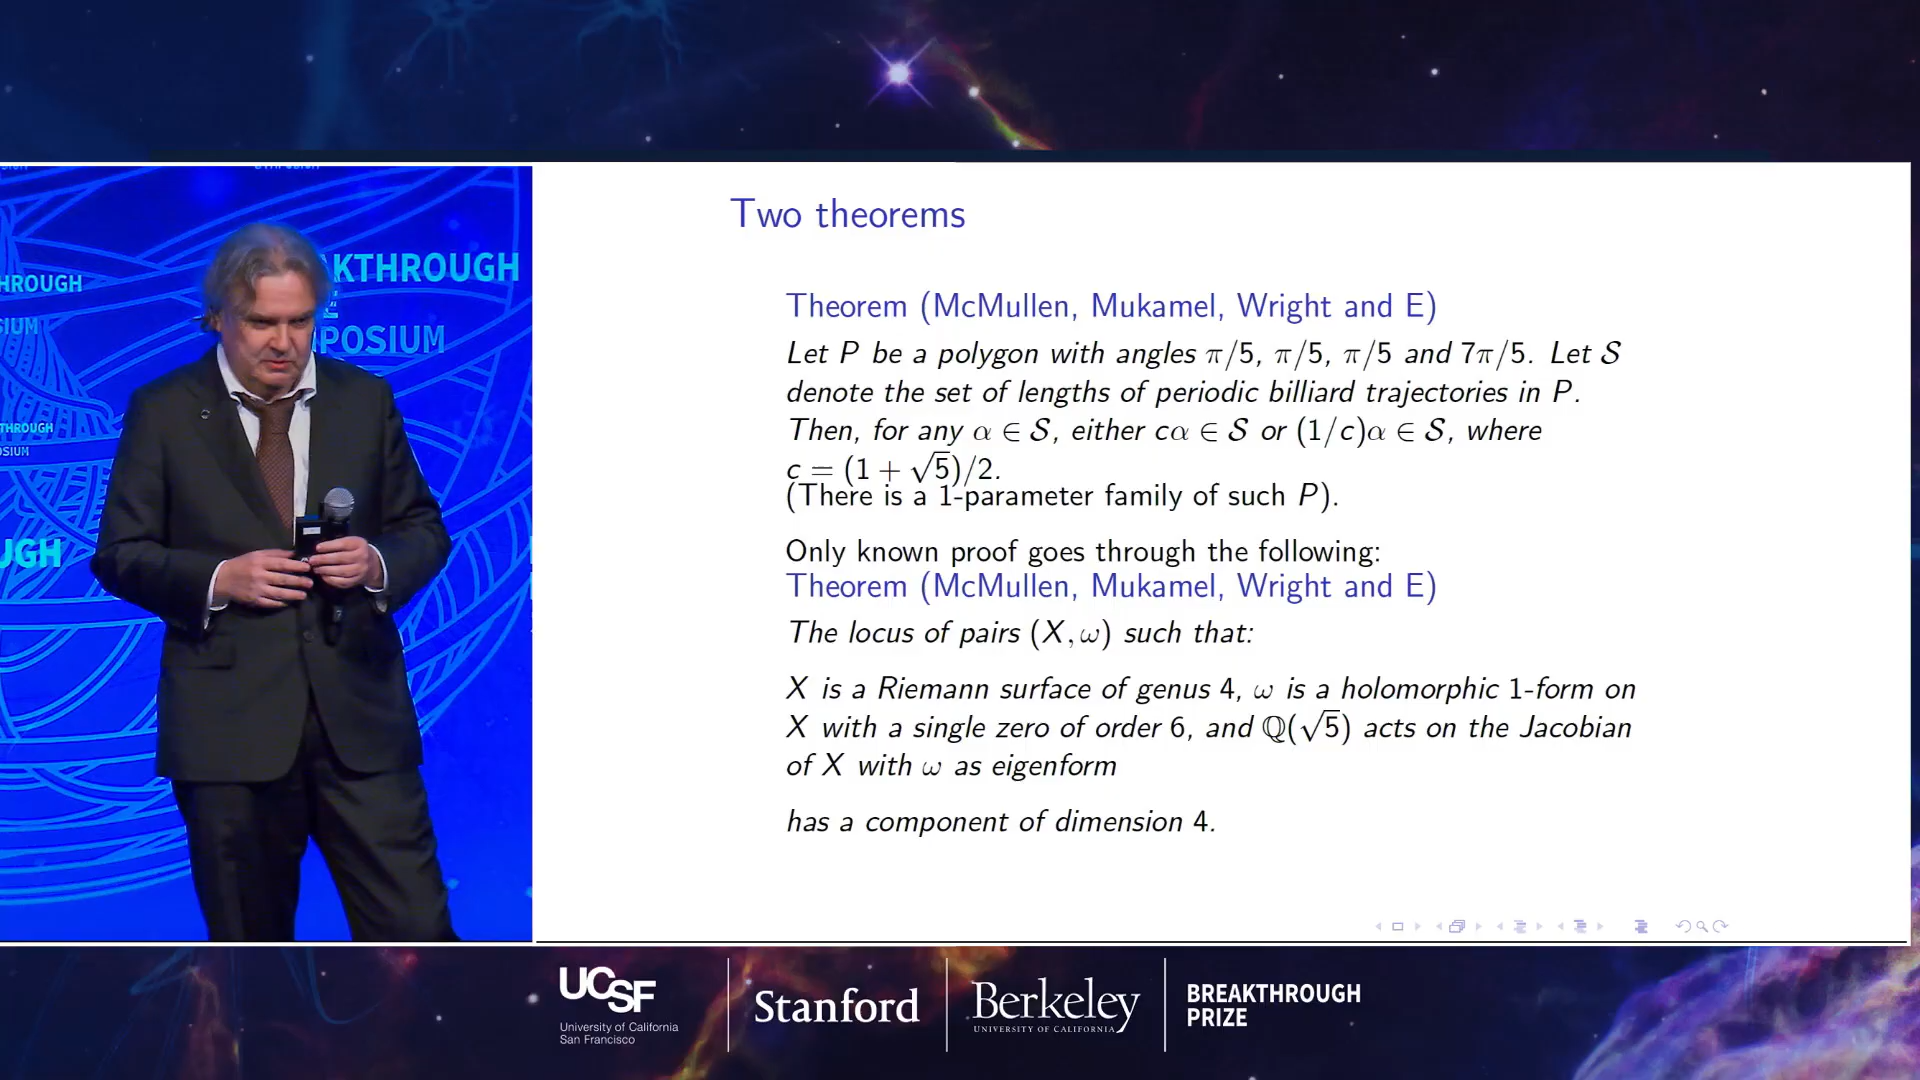 Two theorems
Theorem (McMullen, Mukamel, Wright and E)
Let P be a polygon with angles π/5, π/5, π/5 and 7π/5. Let 𝒮
denote the set of lengths of periodic billiard trajectories in P.
Then, for any α ∈ 𝒮, either cα ∈ 𝒮 or (1/c)α ∈ 𝒮, where
c = (1 + √5)/2.
(There is a 1-parameter family of such P).
Only known proof goes through the following:
Theorem (McMullen, Mukamel, Wright and E)
The locus of pairs (X, ω) such that:
X is a Riemann surface of genus 4, ω is a holomorphic 1-form on
X with a single zero of order 6, and ℚ(√5) acts on the Jacobian
of X with ω as eigenform
has a component of dimension 4.
KTHROUGH
POSIUM
HROUGH
SIUM
THROUGH
OSIUM
UGH
UCSF
University of California
San Francisco
Stanford
Berkeley
UNIVERSITY OF CALIFORNIA
BREAKTHROUGH
PRIZE